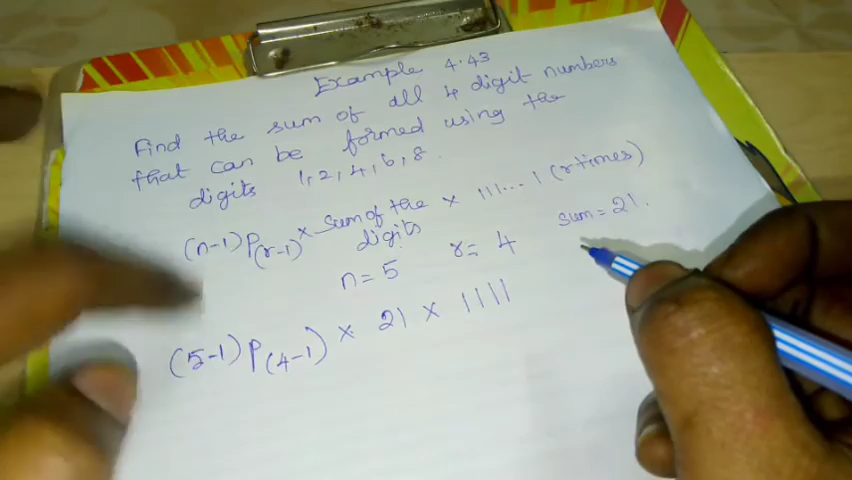 Example 4.43
Find the sum of all 4 digit numbers
that can be formed using the
digits 1, 2, 4, 6, 8.
(n-1)P(r-1) × sum of the digits × 111...1 (r times)
n = 5 r = 4 sum = 21.
(5-1)P(4-1) × 21 × 1111